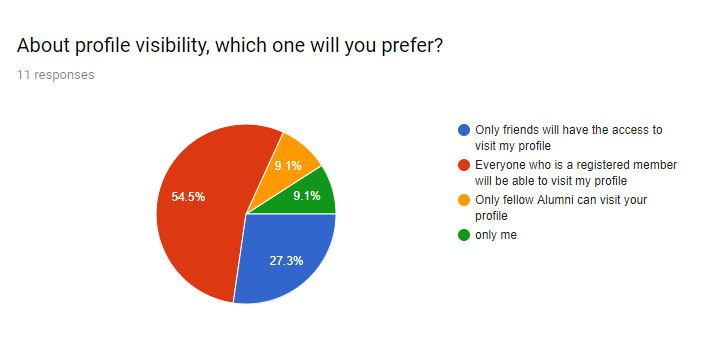 About profile visibility, which one will you prefer?
11 responses
Only friends will have the access to
visit my profile
Everyone who is a registered member
will be able to visit my profile
Only fellow Alumni can visit your
profile
only me
9.1%
54.5%
9.1%
27.3%